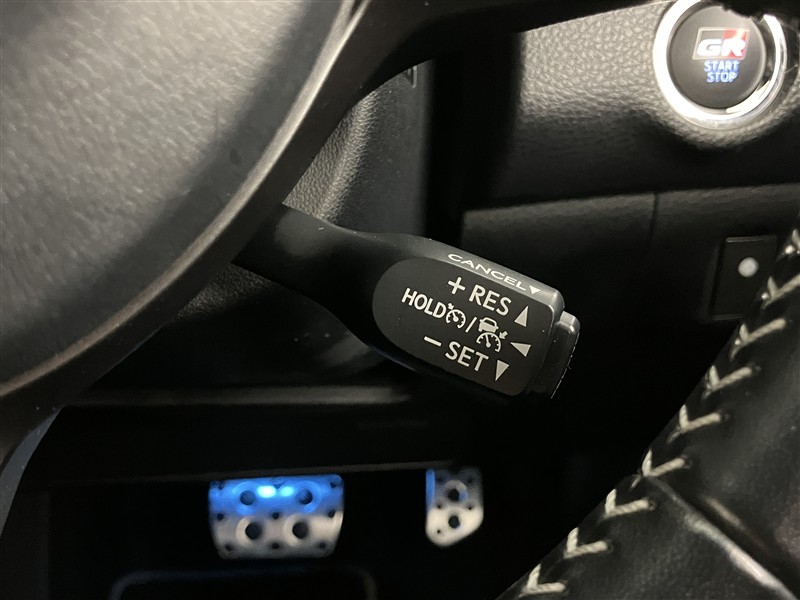 GR
START
STOP
CANCEL▼
+ RES ▲
HOLD /
− SET ▼